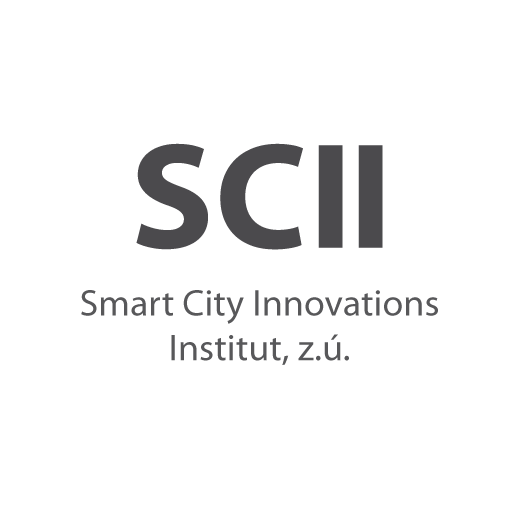 SCII
Smart City Innovations
Institut, z.ú.